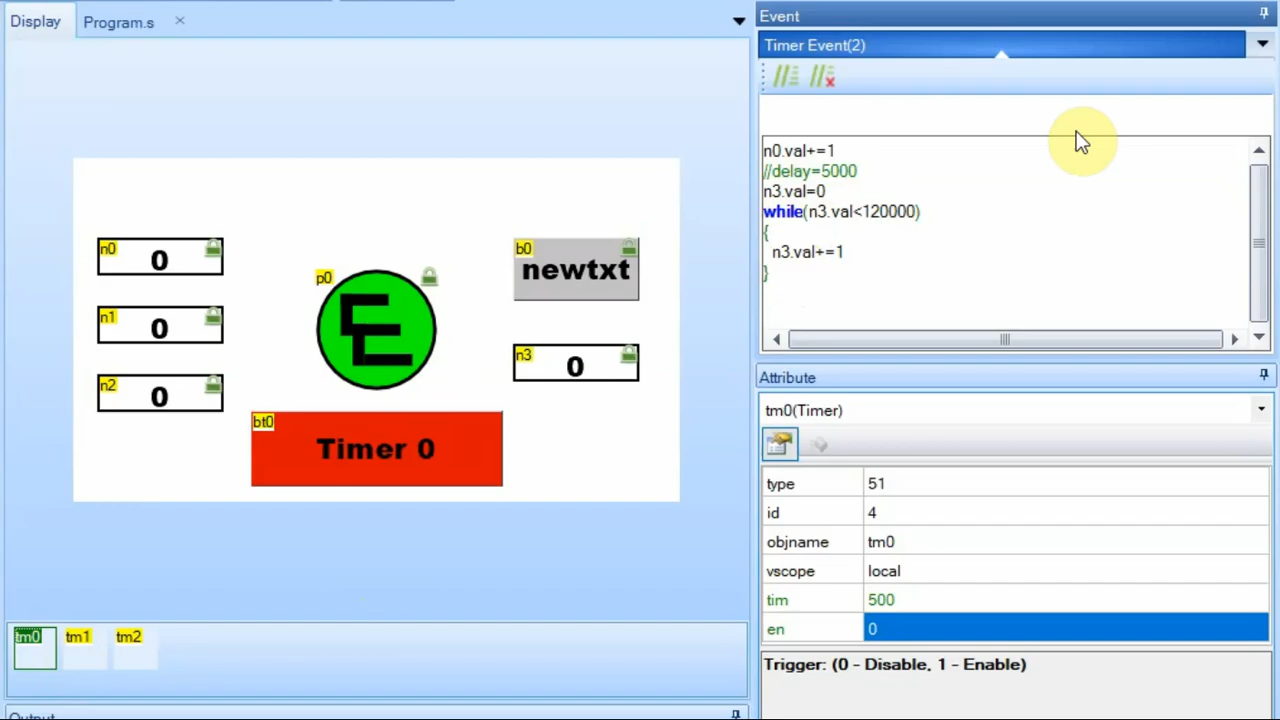 Display
Program.s
n0
0
n1
0
n2
0
p0
EE
b0
newtxt
n3
0
bt0
Timer 0
tm0
tm1
tm2
Event
Timer Event(2)
n0.val+=1
//delay=5000
n3.val=0
while(n3.val<120000)
{
n3.val+=1
}
Attribute
tm0(Timer)
type 51
id 4
objname tm0
vscope local
tim 500
en 0
Trigger: (0 - Disable, 1 - Enable)
Output